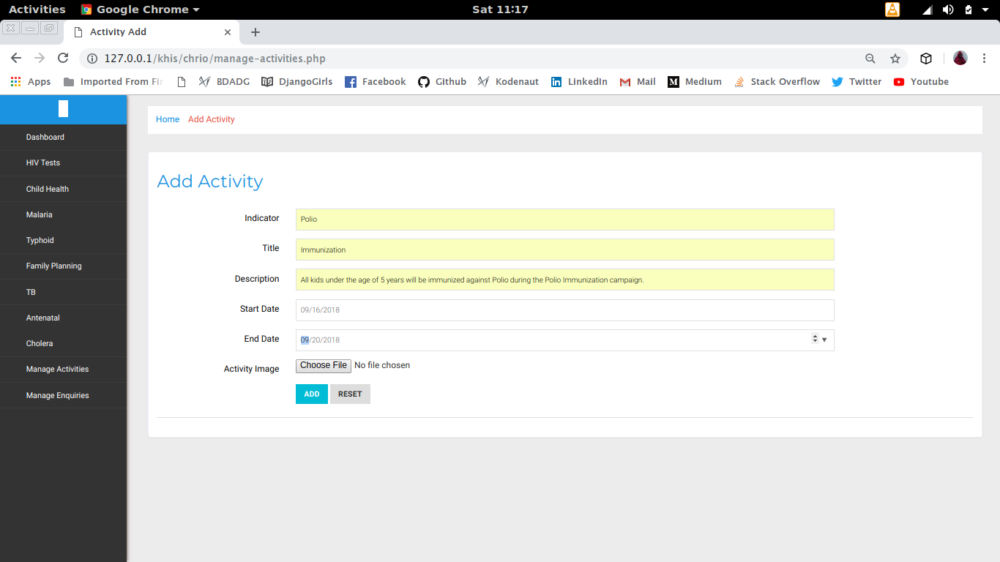 Activities Google Chrome Sat 11:17
Activity Add
127.0.0.1/khis/chrio/manage-activities.php
Apps Imported From Fir BDADG DjangoGirls Facebook Github Kodenaut LinkedIn Mail Medium Stack Overflow Twitter Youtube
Home Add Activity
Dashboard
HIV Tests
Child Health
Malaria
Typhoid
Family Planning
TB
Antenatal
Cholera
Manage Activities
Manage Enquiries
Add Activity
Indicator Polio
Title Immunization
Description All kids under the age of 5 years will be immunized against Polio during the Polio Immunization campaign.
Start Date 09/16/2018
End Date 09/20/2018
Activity Image Choose File No file chosen
ADD RESET